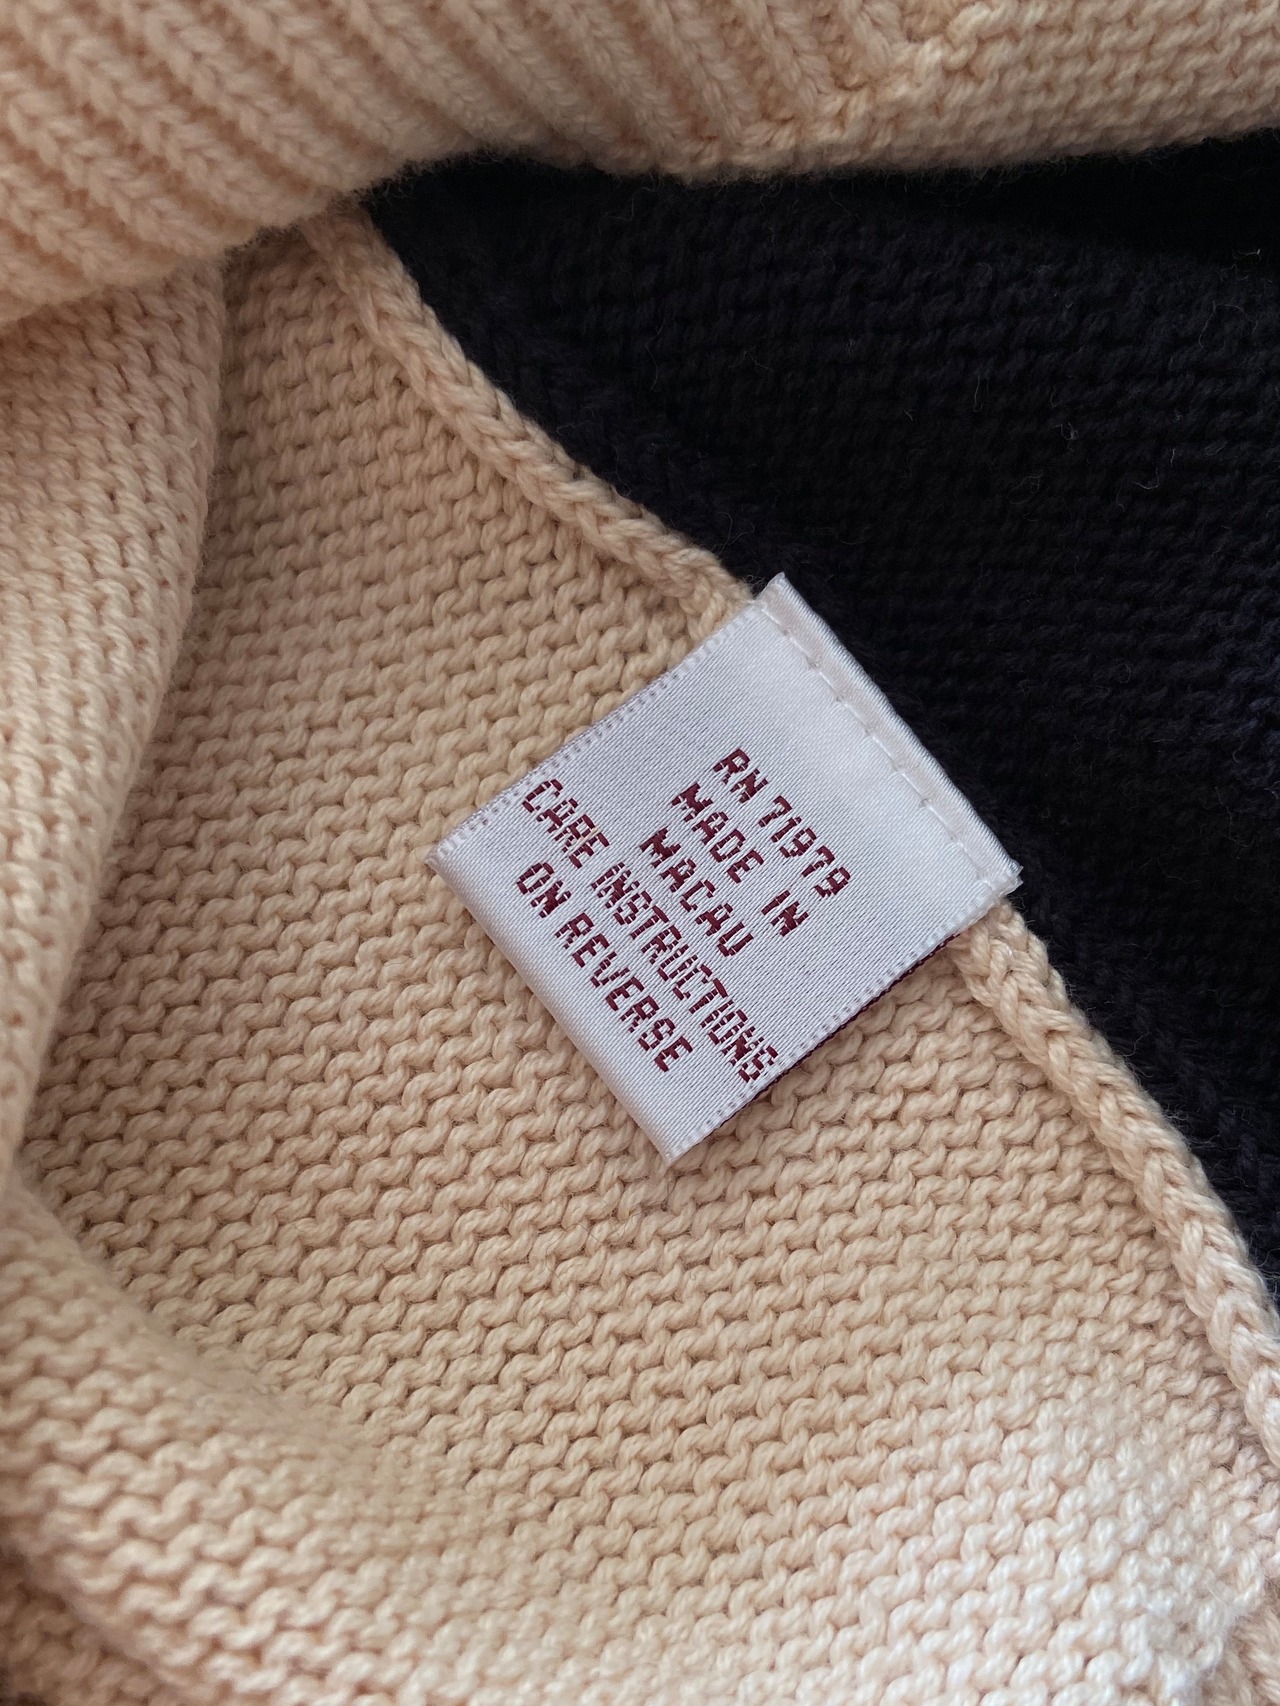 RN 71979
MADE IN
MACAU
CARE INSTRUCTIONS
ON REVERSE